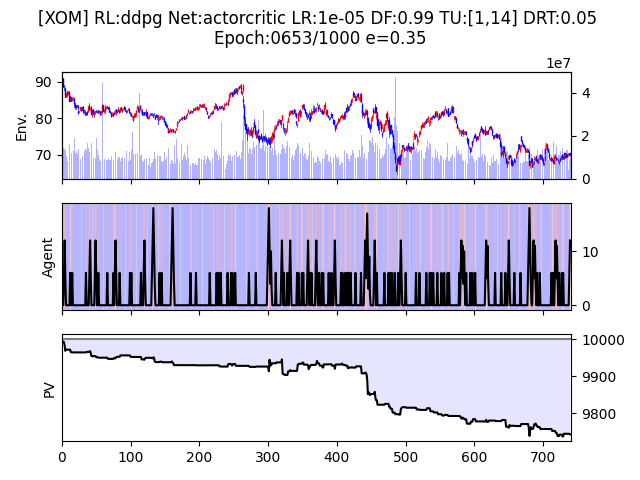 [XOM] RL:ddpg Net:actorcritic LR:1e-05 DF:0.99 TU:[1,14] DRT:0.05
Epoch:0653/1000 e=0.35
1e7
90
80
70
Env.
4
2
0
Agent
10
0
PV
10000
9900
9800
0 100 200 300 400 500 600 700